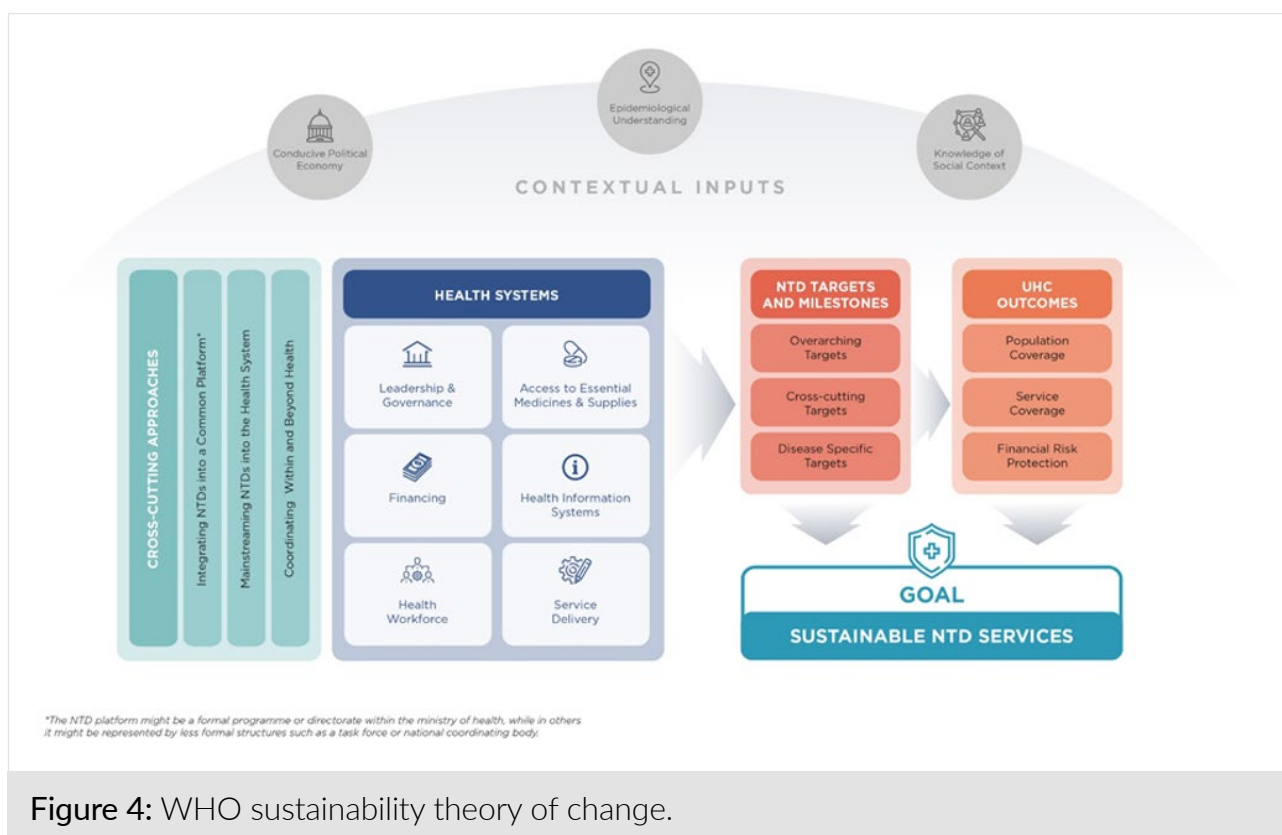 Conducive Political
Economy
Epidemiological
Understanding
Knowledge of
Social Context
CONTEXTUAL INPUTS
CROSS-CUTTING APPROACHES
Integrating NTDs into a Common Platform*
Mainstreaming NTDs into the Health System
Coordinating Within and Beyond Health
HEALTH SYSTEMS
Leadership &
Governance
Access to Essential
Medicines & Supplies
Financing
Health Information
Systems
Health
Workforce
Service
Delivery
NTD TARGETS
AND MILESTONES
Overarching
Targets
Cross-cutting
Targets
Disease Specific
Targets
UHC
OUTCOMES
Population
Coverage
Service
Coverage
Financial Risk
Protection
GOAL
SUSTAINABLE NTD SERVICES
*The NTD platform might be a formal programme or directorate within the ministry of health, while in others
it might be represented by less formal structures such as a task force or national coordinating body.
Figure 4: WHO sustainability theory of change.